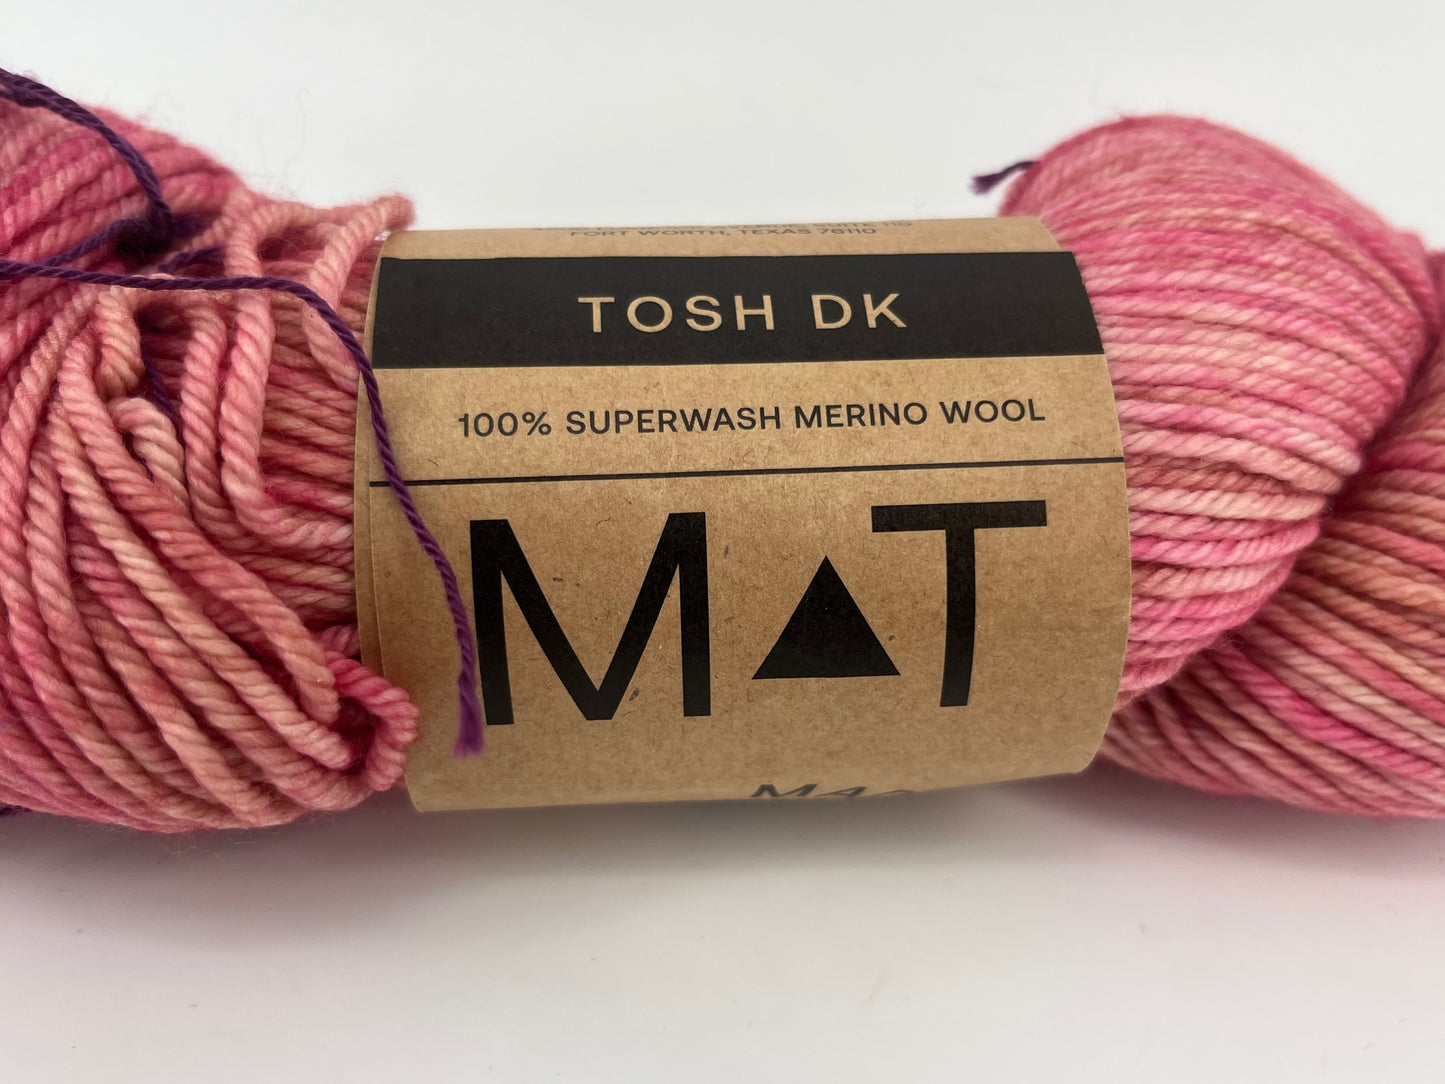 FORT WORTH, TEXAS 76110
TOSH DK
100% SUPERWASH MERINO WOOL
M▲T